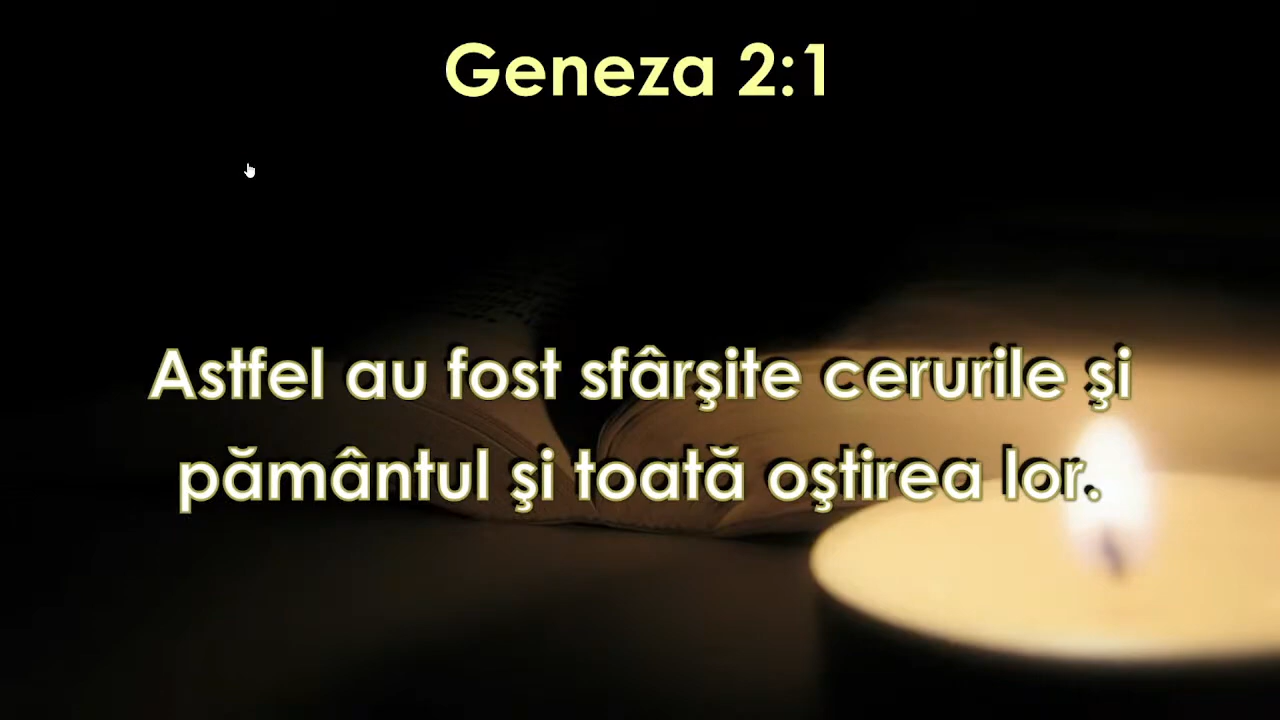 Geneza 2:1
Astfel au fost sfârşite cerurile şi
pământul şi toată oştirea lor.